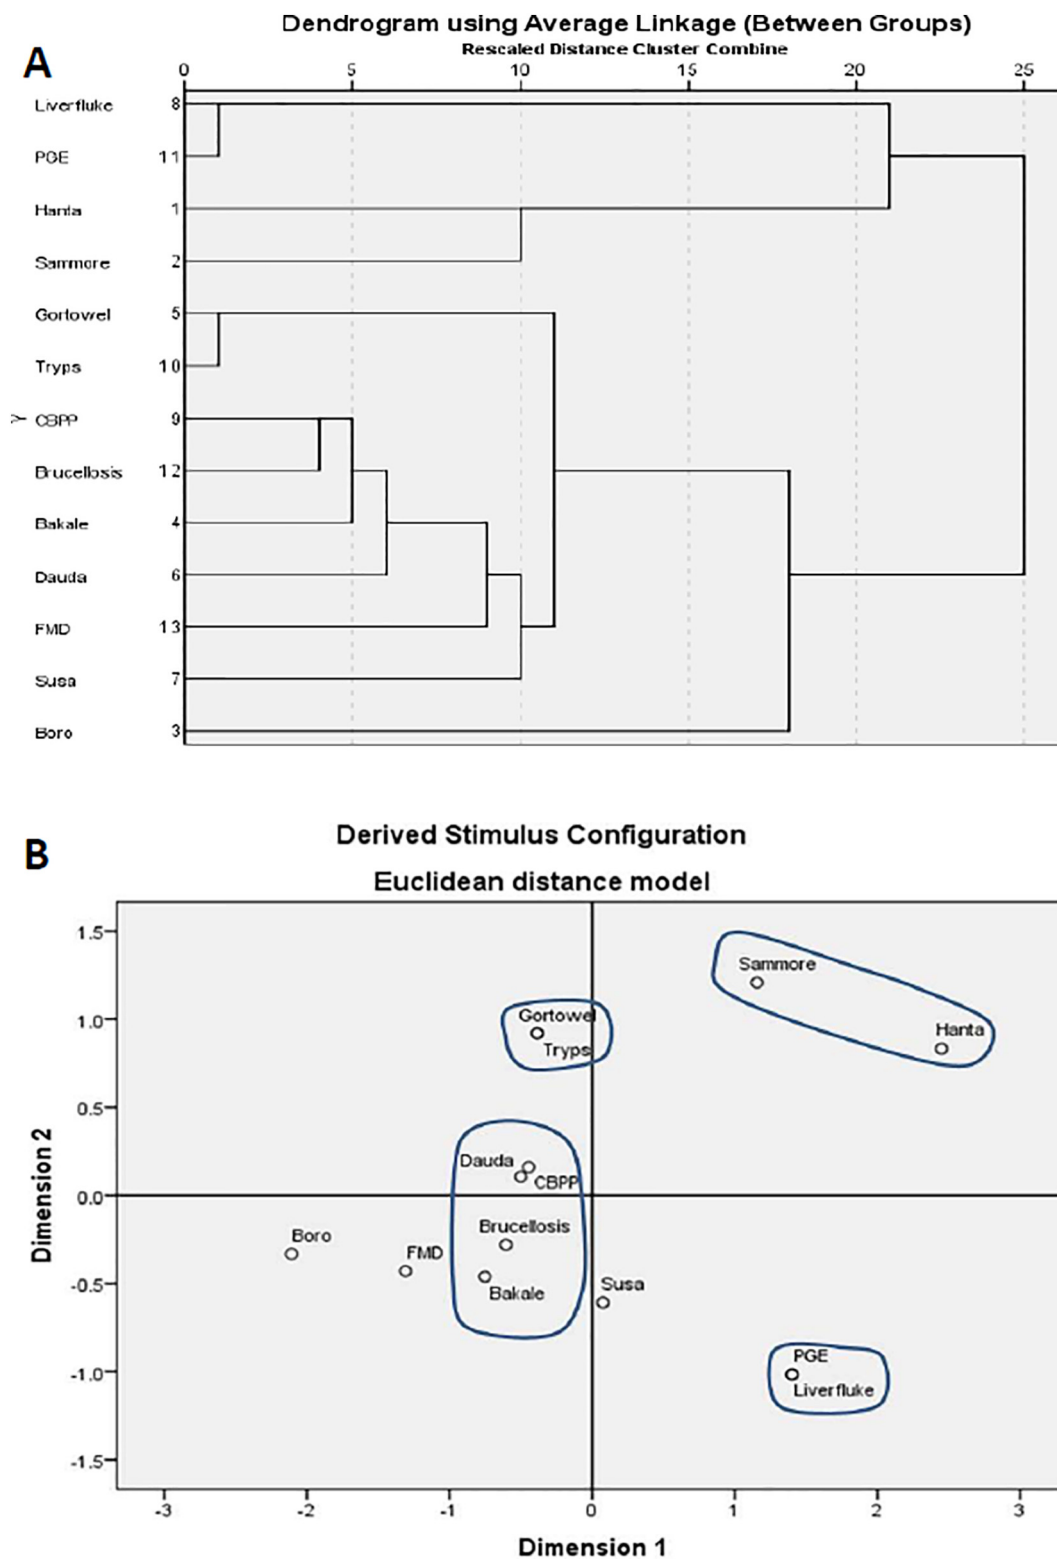 Dendrogram using Average Linkage (Between Groups)
Rescaled Distance Cluster Combine
A
0 5 10 15 20 25
Liverfluke 8
PGE 11
Hanta 1
Sammore 2
Gortowel 5
Tryps 10
Y CBPP 9
Brucellosis 12
Bakale 4
Dauda 6
FMD 13
Susa 7
Boro 3
B
Derived Stimulus Configuration
Euclidean distance model
1.5
Sammore
1.0
Gortowel
Hanta
Tryps
0.5
Dauda
CBPP
0.0
Brucellosis
Boro
FMD
-0.5
Susa
Bakale
PGE
-1.0
Liverfluke
-1.5
-3 -2 -1 0 1 2 3
Dimension 2
Dimension 1